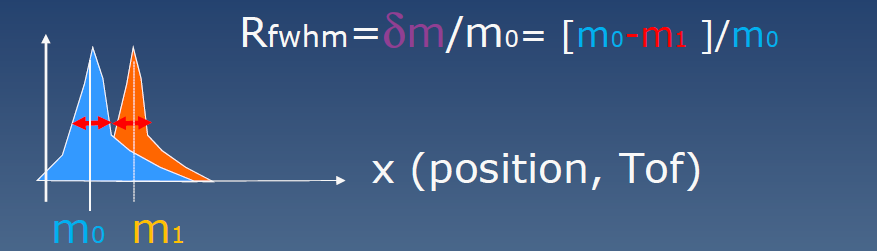 Rfwhm=δm/m0= [m0-m1 ]/m0
x (position, Tof)
m0 m1